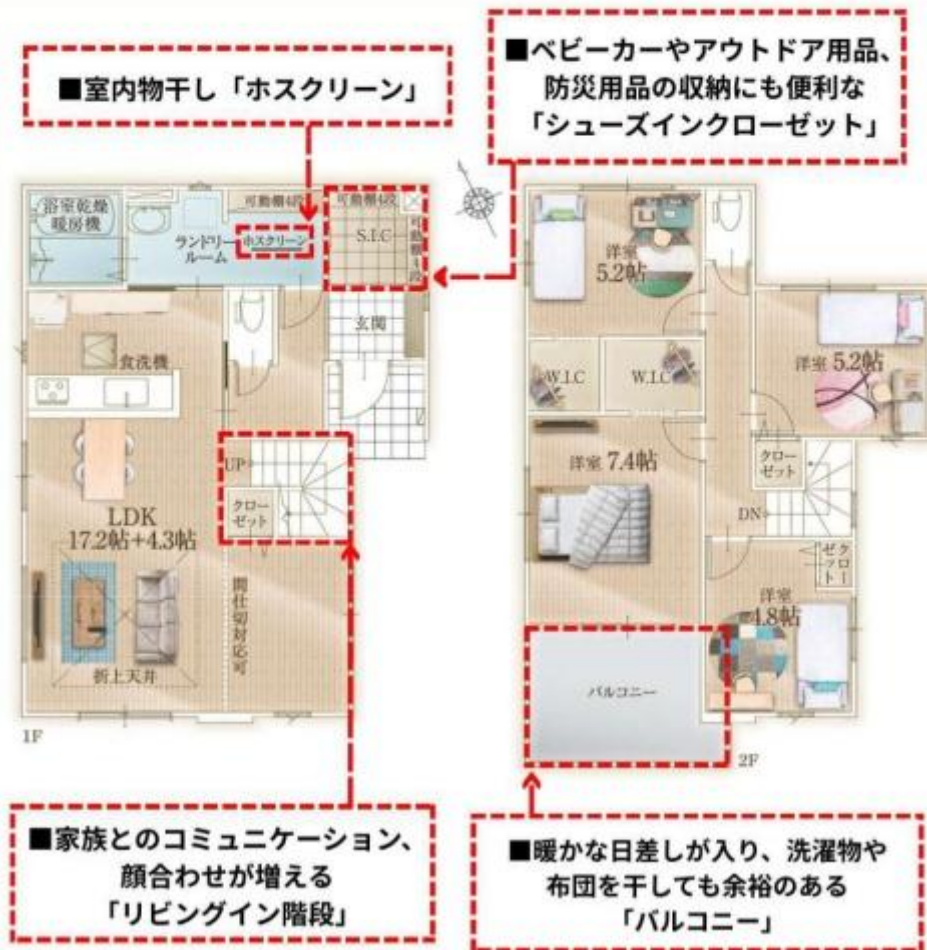 ■室内物干し「ホスクリーン」
■ベビーカーやアウトドア用品、
防災用品の収納にも便利な
「シューズインクローゼット」
浴室乾燥
暖房機
ランドリー
ルーム
可動棚4段
ホスクリーン
可動棚4段
S.I.C
可動棚4段
玄関
食洗機
UP
クロー
ゼット
LDK
17.2帖+4.3帖
間仕切対応可
折上天井
1F
洋室
5.2帖
W.I.C
W.I.C
洋室 5.2帖
洋室 7.4帖
クロー
ゼット
DN
クロー
ゼット
洋室
4.8帖
バルコニー
2F
■家族とのコミュニケーション、
顔合わせが増える
「リビングイン階段」
■暖かな日差しが入り、洗濯物や
布団を干しても余裕のある
「バルコニー」